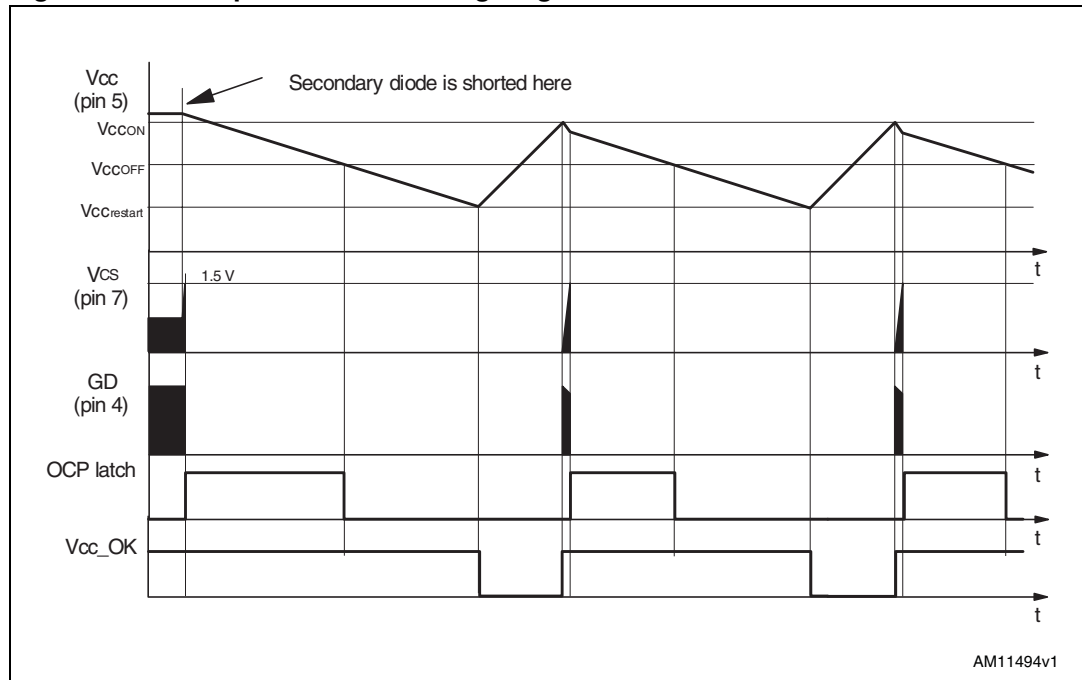 Vcc
(pin 5)
Secondary diode is shorted here
VccON
VccOFF
VCCrestart
t
VCS
(pin 7)
1.5 V
t
GD
(pin 4)
t
OCP latch
t
Vcc_OK
t
AM11494v1